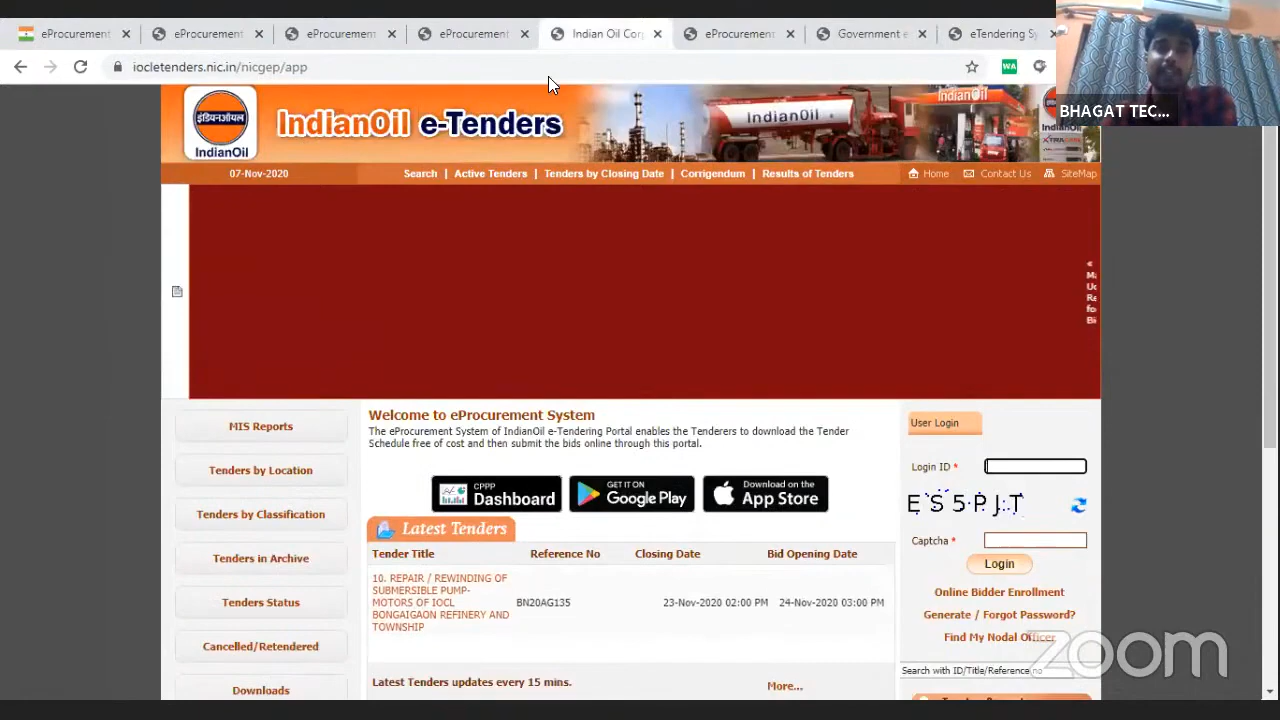 eProcurement
eProcurement
eProcurement
eProcurement
Indian Oil Cor
eProcurement
Government e
eTendering Sy
iocletenders.nic.in/nicgep/app
WA
BHAGAT TEC...
इंडियनऑयल
IndianOil
IndianOil e-Tenders
IndianOil
IndianOil
IndianOil
XTRA
07-Nov-2020
Search | Active Tenders | Tenders by Closing Date | Corrigendum | Results of Tenders
Home
Contact Us
SiteMap
MIS Reports
Tenders by Location
Tenders by Classification
Tenders in Archive
Tenders Status
Cancelled/Retendered
Downloads
Welcome to eProcurement System
The eProcurement System of IndianOil e-Tendering Portal enables the Tenderers to download the Tender
Schedule free of cost and then submit the bids online through this portal.
CPPP
Dashboard
GET IT ON
Google Play
Download on the
App Store
Latest Tenders
Tender Title Reference No Closing Date Bid Opening Date
10. REPAIR / REWINDING OF
SUBMERSIBLE PUMP-
MOTORS OF IOCL
BONGAIGAON REFINERY AND
TOWNSHIP
BN20AG135
23-Nov-2020 02:00 PM
24-Nov-2020 03:00 PM
Latest Tenders updates every 15 mins.
More...
User Login
Login ID *
ES5PJT
Captcha *
Login
Online Bidder Enrollment
Generate / Forgot Password?
Find My Nodal Officer
Search with ID/Title/Reference no
zoom